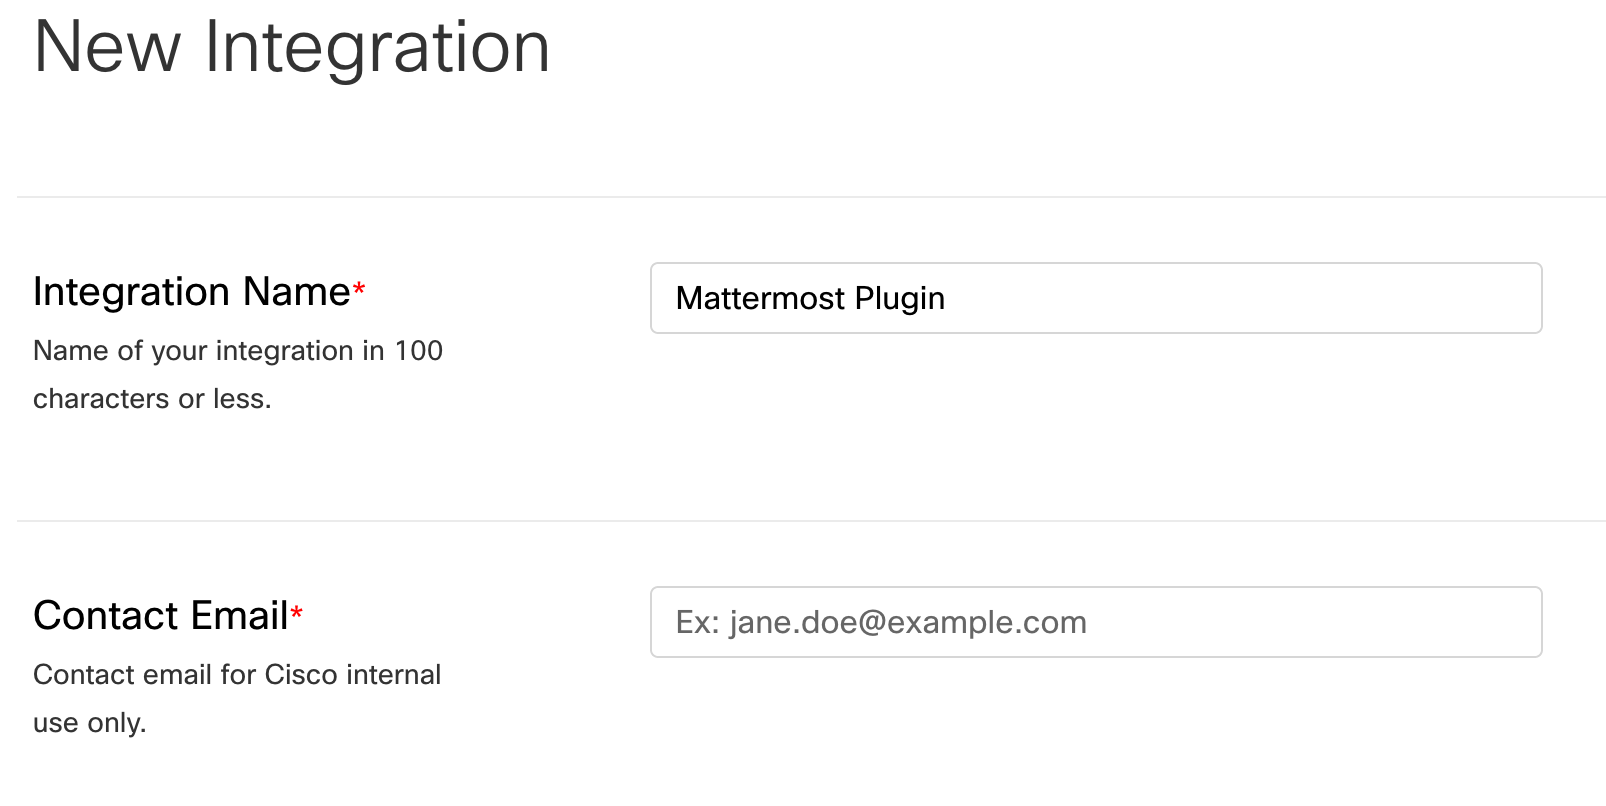 New Integration
Integration Name*
Mattermost Plugin
Name of your integration in 100
characters or less.
Contact Email*
Ex: jane.doe@example.com
Contact email for Cisco internal
use only.